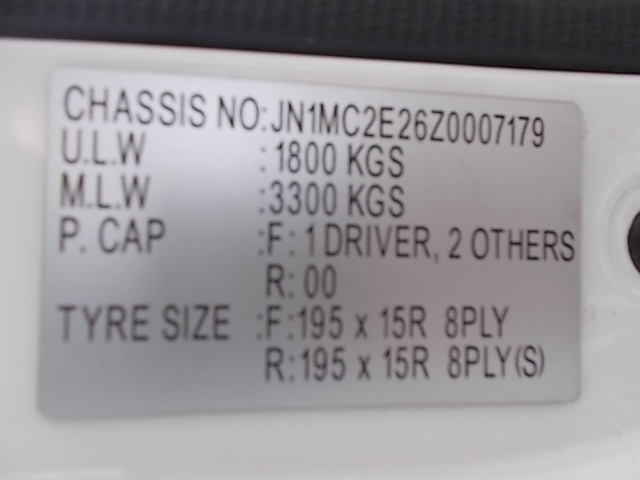 CHASSIS NO:JN1MC2E26Z0007179
U.L.W :1800 KGS
M.L.W :3300 KGS
P. CAP :F: 1 DRIVER, 2 OTHERS
R: 00
TYRE SIZE :F:195 x 15R 8PLY
R:195 x 15R 8PLY(S)